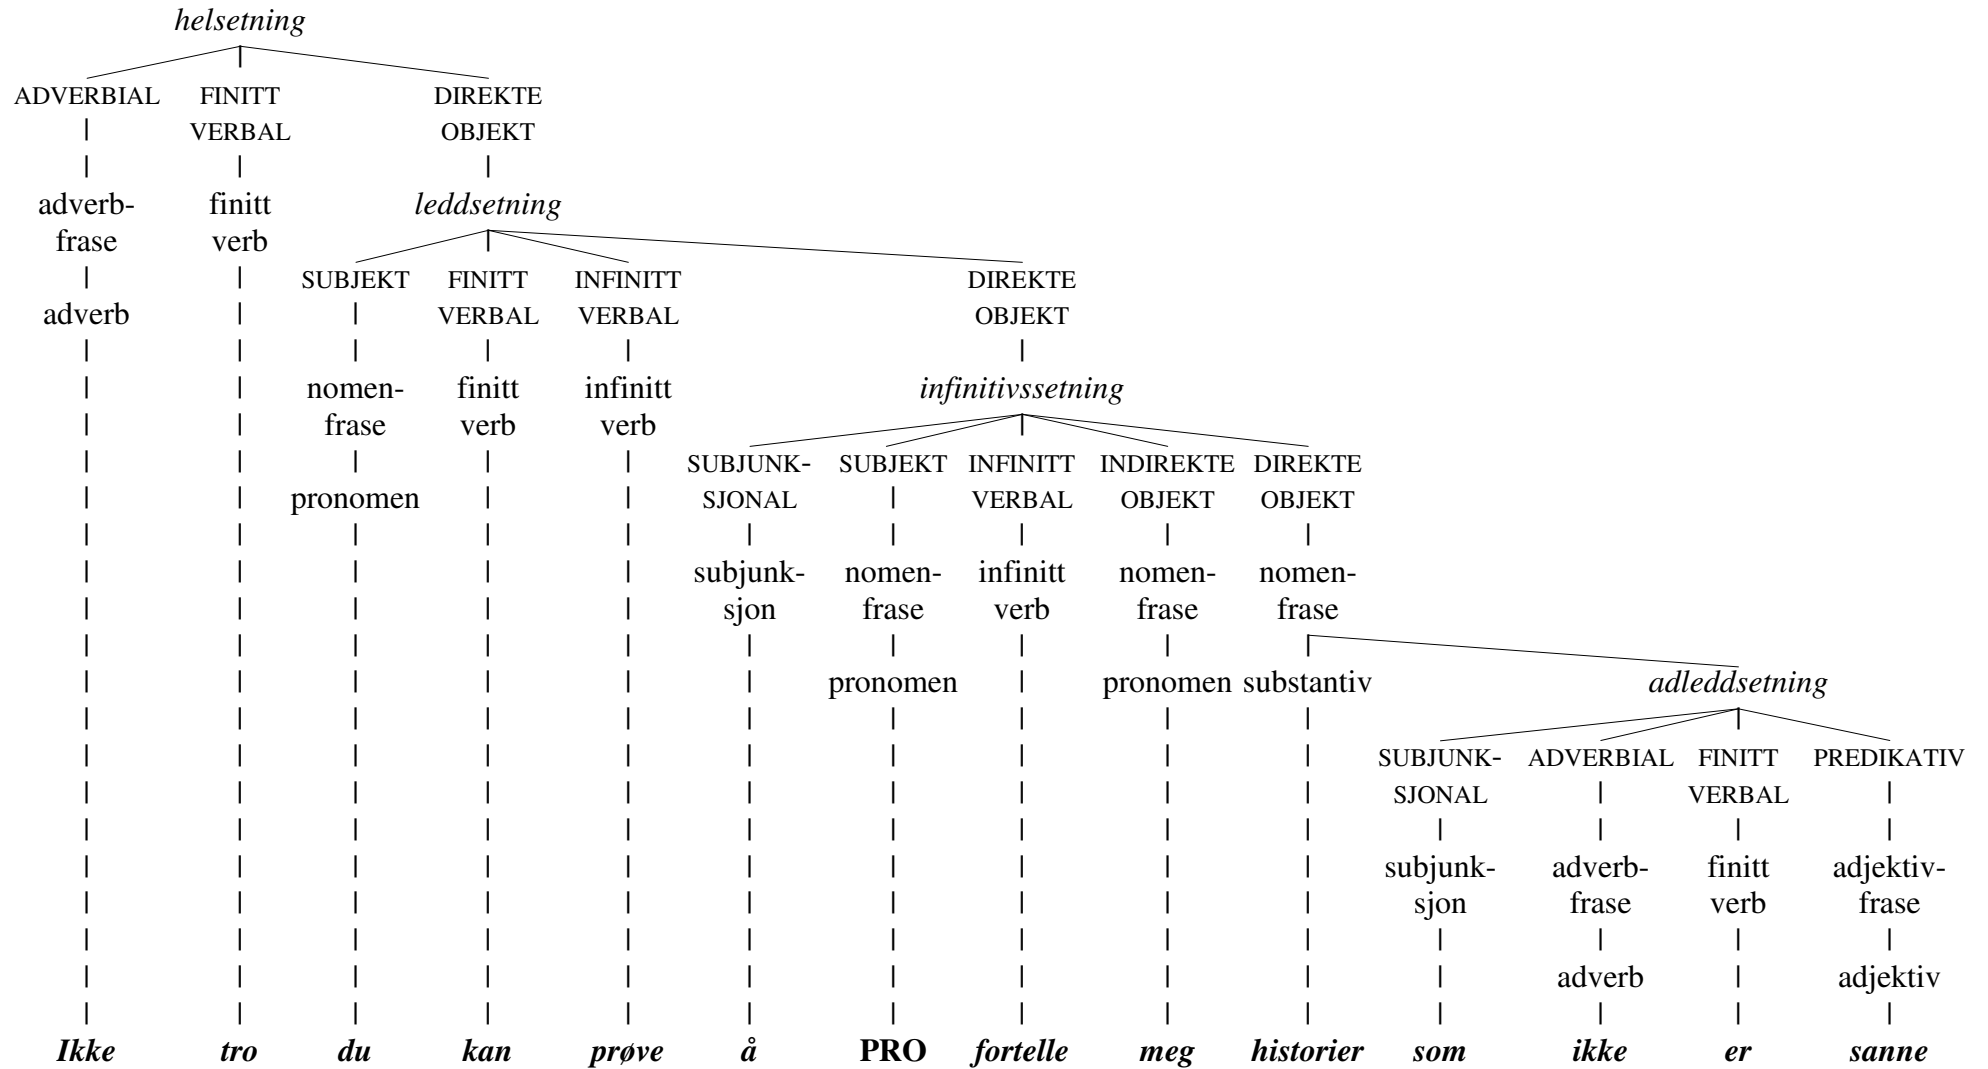 helsetning
ADVERBIAL FINITT DIREKTE
VERBAL OBJEKT
adverb- finitt leddsetning
frase verb
SUBJEKT FINITT INFINITT DIREKTE
adverb VERBAL VERBAL OBJEKT
nomen- finitt infinitt infinitivssetning
frase verb verb
SUBJUNK- SUBJEKT INFINITT INDIREKTE DIREKTE
pronomen SJONAL VERBAL OBJEKT OBJEKT
subjunk- nomen- infinitt nomen- nomen-
sjon frase verb frase frase
pronomen pronomen substantiv adleddsetning
SUBJUNK- ADVERBIAL FINITT PREDIKATIV
SJONAL VERBAL
subjunk- adverb- finitt adjektiv-
sjon frase verb frase
adverb adjektiv
Ikke tro du kan prøve å PRO fortelle meg historier som ikke er sanne